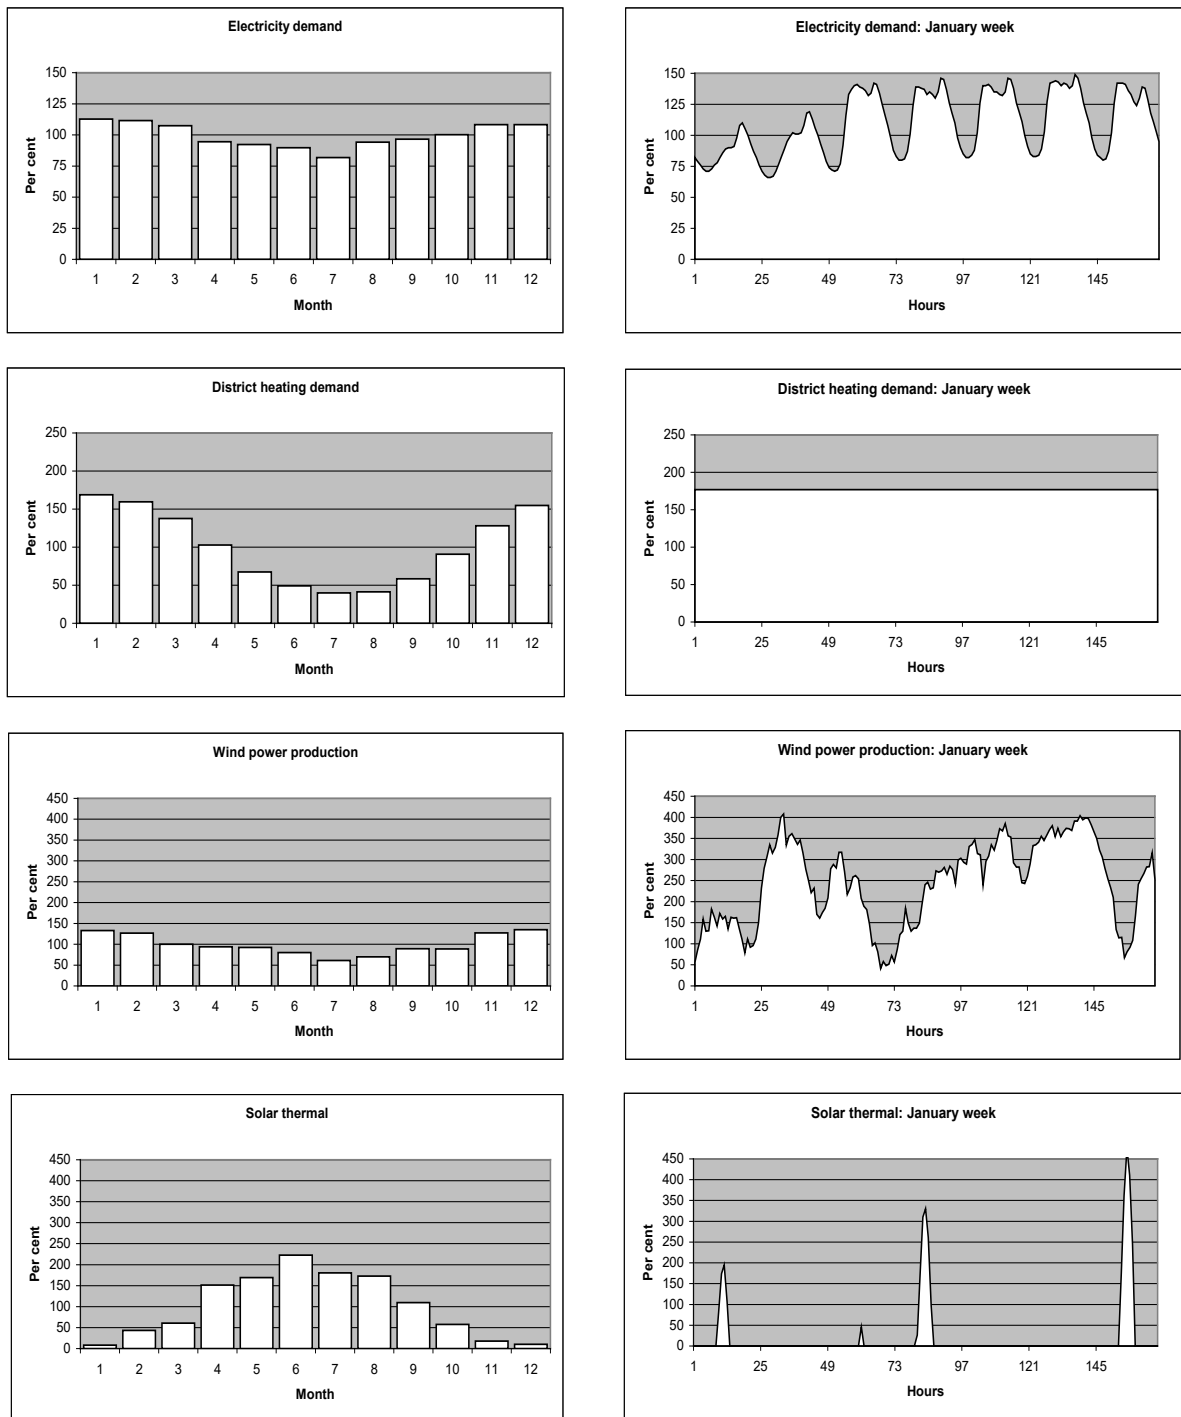 Electricity demand
150
125
100
75
50
25
0
Per cent
1 2 3 4 5 6 7 8 9 10 11 12
Month
Electricity demand: January week
150
125
100
75
50
25
0
Per cent
1 25 49 73 97 121 145
Hours
District heating demand
250
200
150
100
50
0
Per cent
1 2 3 4 5 6 7 8 9 10 11 12
Month
District heating demand: January week
250
200
150
100
50
0
Per cent
1 25 49 73 97 121 145
Hours
Wind power production
450
400
350
300
250
200
150
100
50
0
Per cent
1 2 3 4 5 6 7 8 9 10 11 12
Month
Wind power production: January week
450
400
350
300
250
200
150
100
50
0
Per cent
1 25 49 73 97 121 145
Hours
Solar thermal
450
400
350
300
250
200
150
100
50
0
Per cent
1 2 3 4 5 6 7 8 9 10 11 12
Month
Solar thermal: January week
450
400
350
300
250
200
150
100
50
0
Per cent
1 25 49 73 97 121 145
Hours